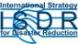 International Strategy
ISDR
for Disaster Reduction